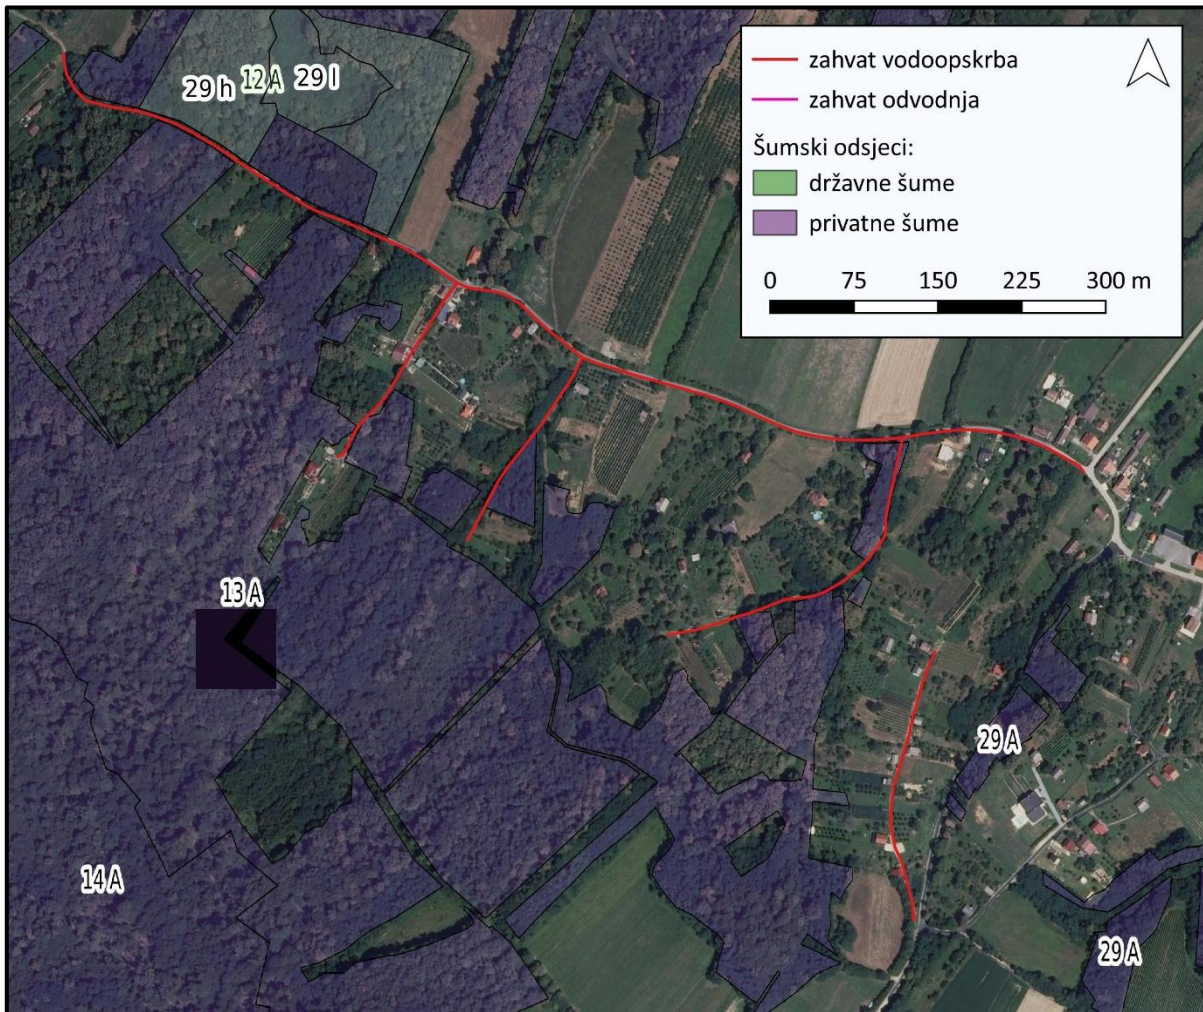 zahvat vodoopskrba
zahvat odvodnja
Šumski odsjeci:
državne šume
privatne šume
0 75 150 225 300 m
29 h 12 A 29 l
13 A
14 A
29 A
29 A